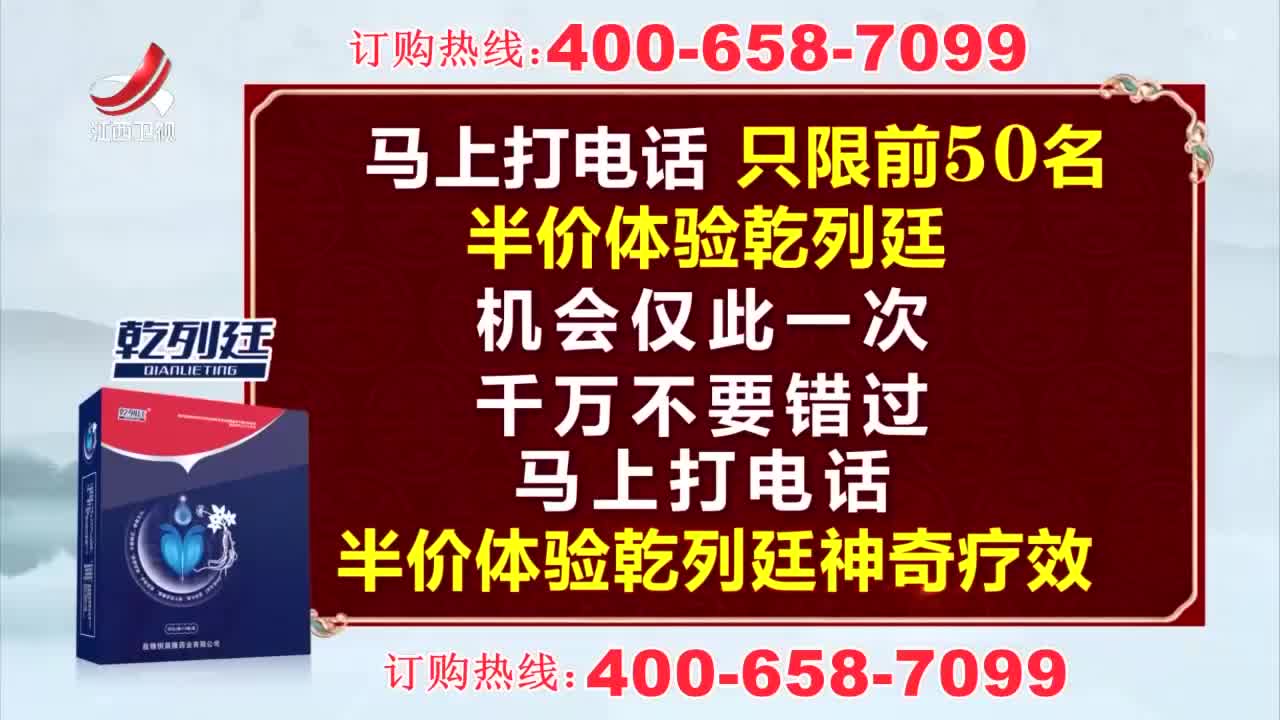 订购热线:400-658-7099
江西卫视
马上打电话 只限前50名
半价体验乾列廷
机会仅此一次
千万不要错过
马上打电话
半价体验乾列廷神奇疗效
乾列廷
QIANLIETING
乾列廷
订购热线:400-658-7099